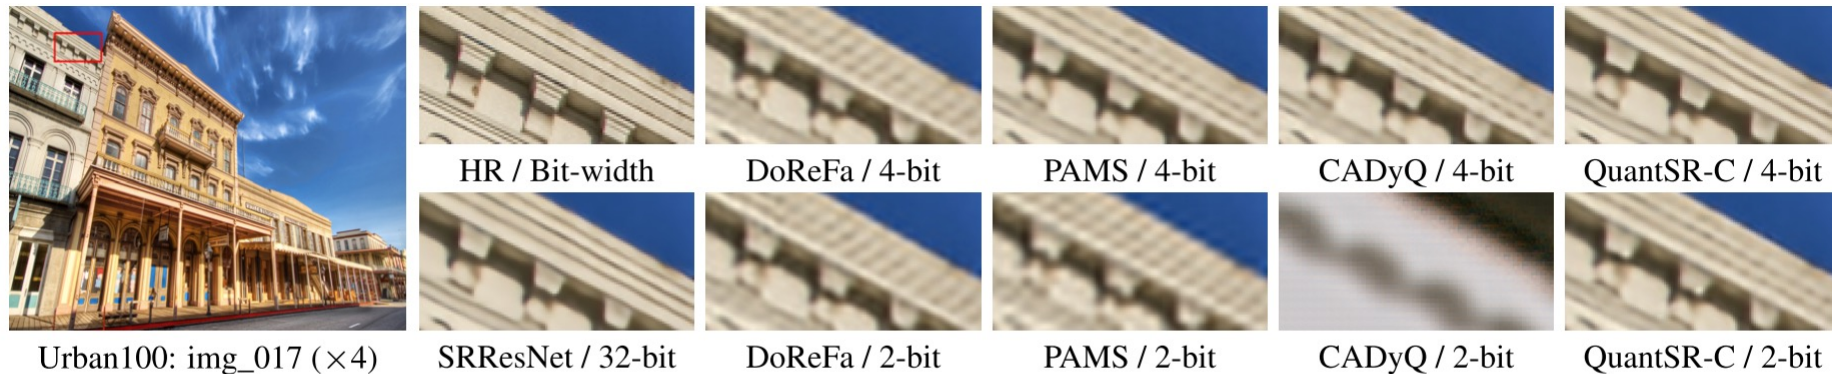 HR / Bit-width
DoReFa / 4-bit
PAMS / 4-bit
CADyQ / 4-bit
QuantSR-C / 4-bit
Urban100: img_017 (×4)
SRResNet / 32-bit
DoReFa / 2-bit
PAMS / 2-bit
CADyQ / 2-bit
QuantSR-C / 2-bit